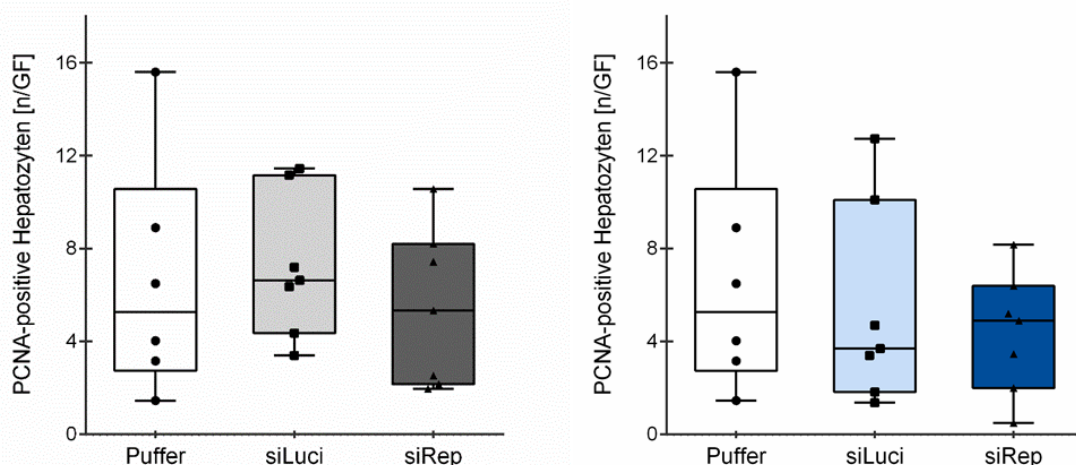 PCNA-positive Hepatozyten [n/GF]
16
12
8
4
0
Puffer siLuci siRep
PCNA-positive Hepatozyten [n/GF]
16
12
8
4
0
Puffer siLuci siRep